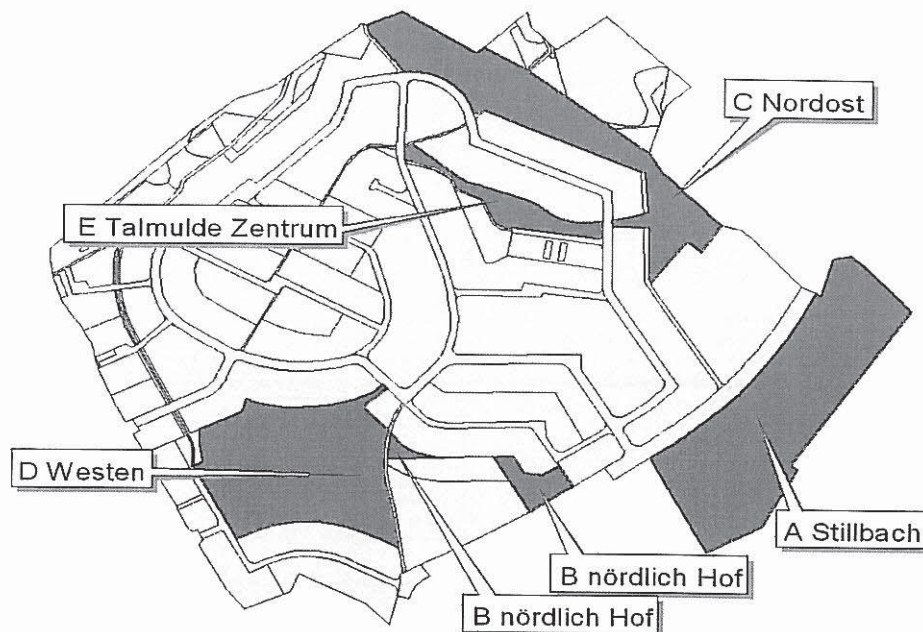 C Nordost
E Talmulde Zentrum
D Westen
A Stillbach
B nördlich Hof
B nördlich Hof